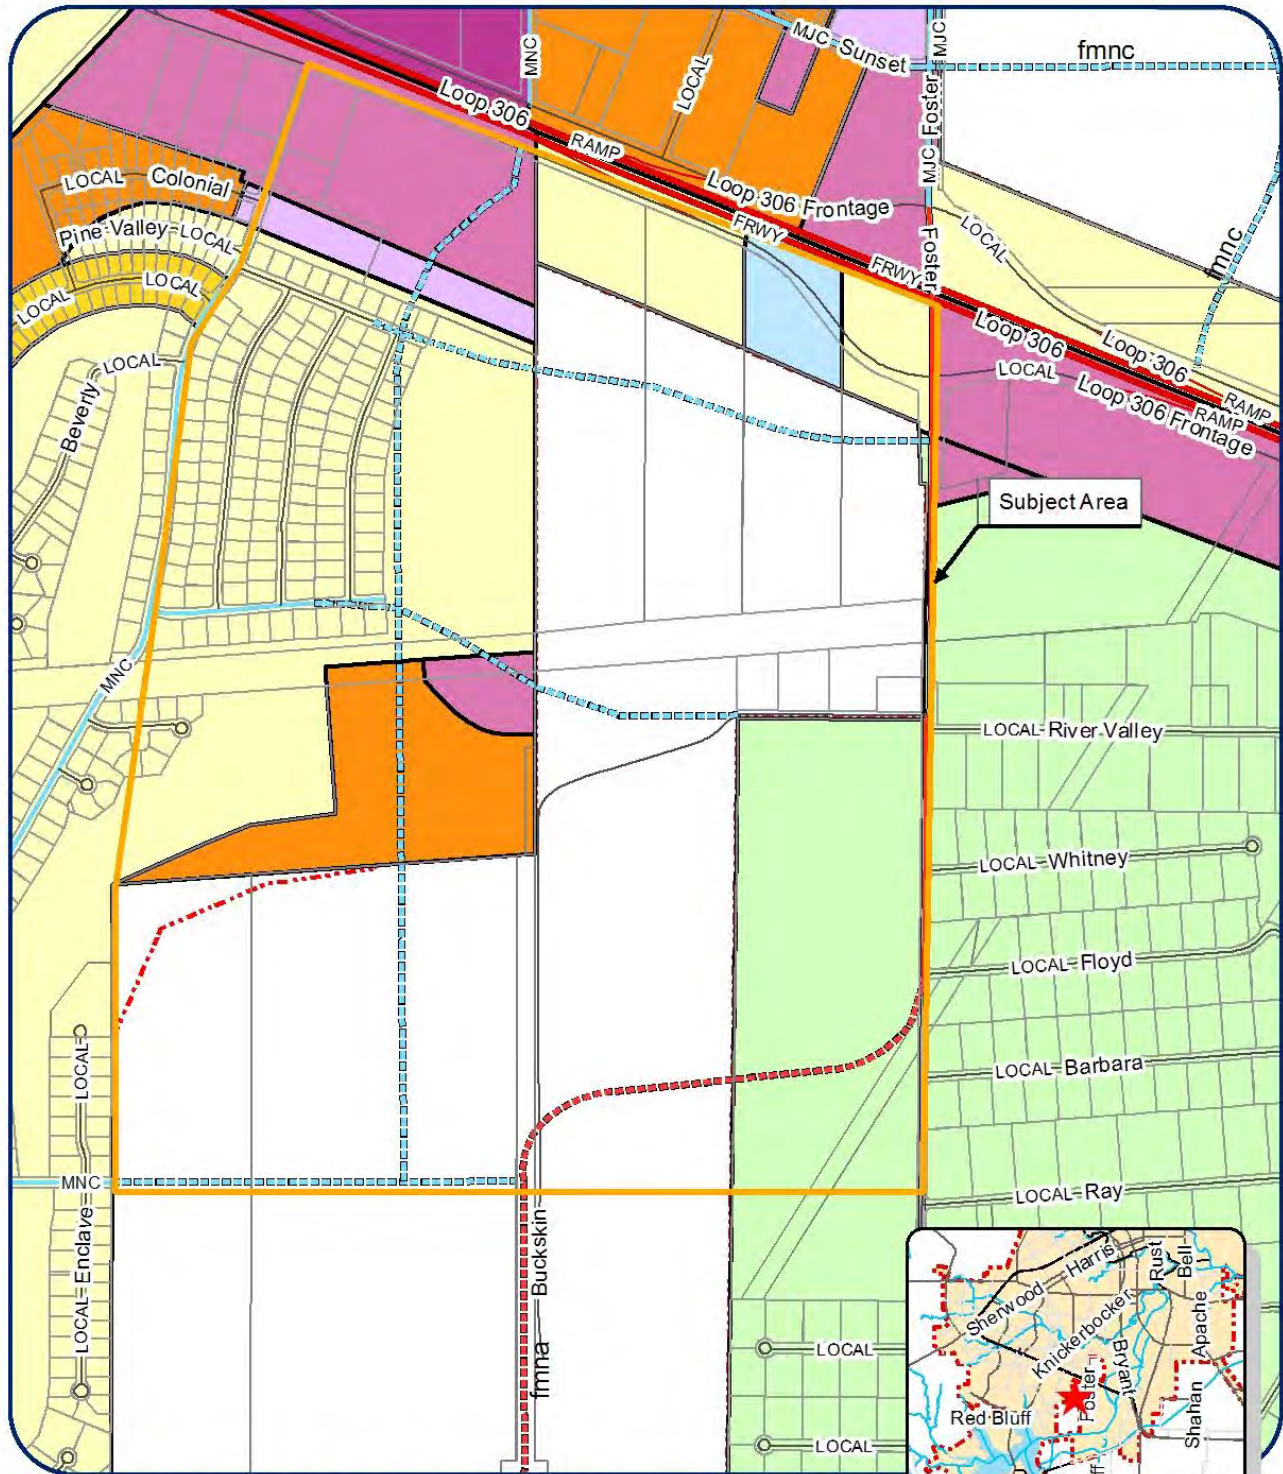 MNC
MJC Sunset
MJC
fmnc
LOCAL
Loop 306
RAMP
MJC Foster
LOCAL
Colonial
Loop 306 Frontage
Pine Valley
LOCAL
FRWY
Foster
LOCAL
fmnc
LOCAL
LOCAL
FRWY
Loop 306
Loop 306
LOCAL
Beverly
LOCAL
Loop 306 Frontage
RAMP
RAMP
Subject Area
MNC
LOCAL River Valley
LOCAL Whitney
LOCAL Floyd
LOCAL
LOCAL Barbara
MNC
LOCAL Ray
LOCAL Enclave
Buckskin
fmna
LOCAL
LOCAL
Harris
Rust
Bell
Sherwood
Knickerbocker
Bryant
Apache
Foster
Red Bluff
Shahan